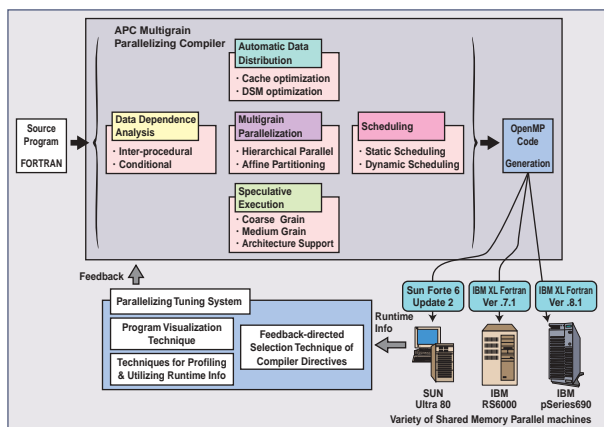 APC Multigrain
Parallelizing Compiler
Automatic Data
Distribution
· Cache optimization
· DSM optimization
Source
Program
FORTRAN
Data Dependence
Analysis
· Inter-procedural
· Conditional
Multigrain
Parallelization
· Hierarchical Parallel
· Affine Partitioning
Scheduling
· Static Scheduling
· Dynamic Scheduling
OpenMP
Code
Generation
Speculative
Execution
· Coarse Grain
· Medium Grain
· Architecture Support
Feedback
Parallelizing Tuning System
Program Visualization
Technique
Techniques for Profiling
& Utilizing Runtime Info
Feedback-directed
Selection Technique of
Compiler Directives
Runtime
Info
Sun Forte 6
Update 2
IBM XL Fortran
Ver .7.1
IBM XL Fortran
Ver .8.1
SUN
Ultra 80
IBM
RS6000
IBM
pSeries690
Variety of Shared Memory Parallel machines